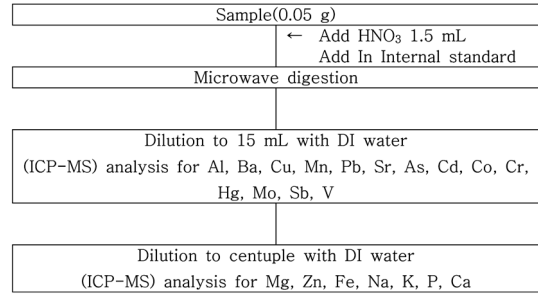 Sample(0.05 g)
← Add HNO₃ 1.5 mL
Add In Internal standard
Microwave digestion
Dilution to 15 mL with DI water
(ICP-MS) analysis for Al, Ba, Cu, Mn, Pb, Sr, As, Cd, Co, Cr,
Hg, Mo, Sb, V
Dilution to centuple with DI water
(ICP-MS) analysis for Mg, Zn, Fe, Na, K, P, Ca